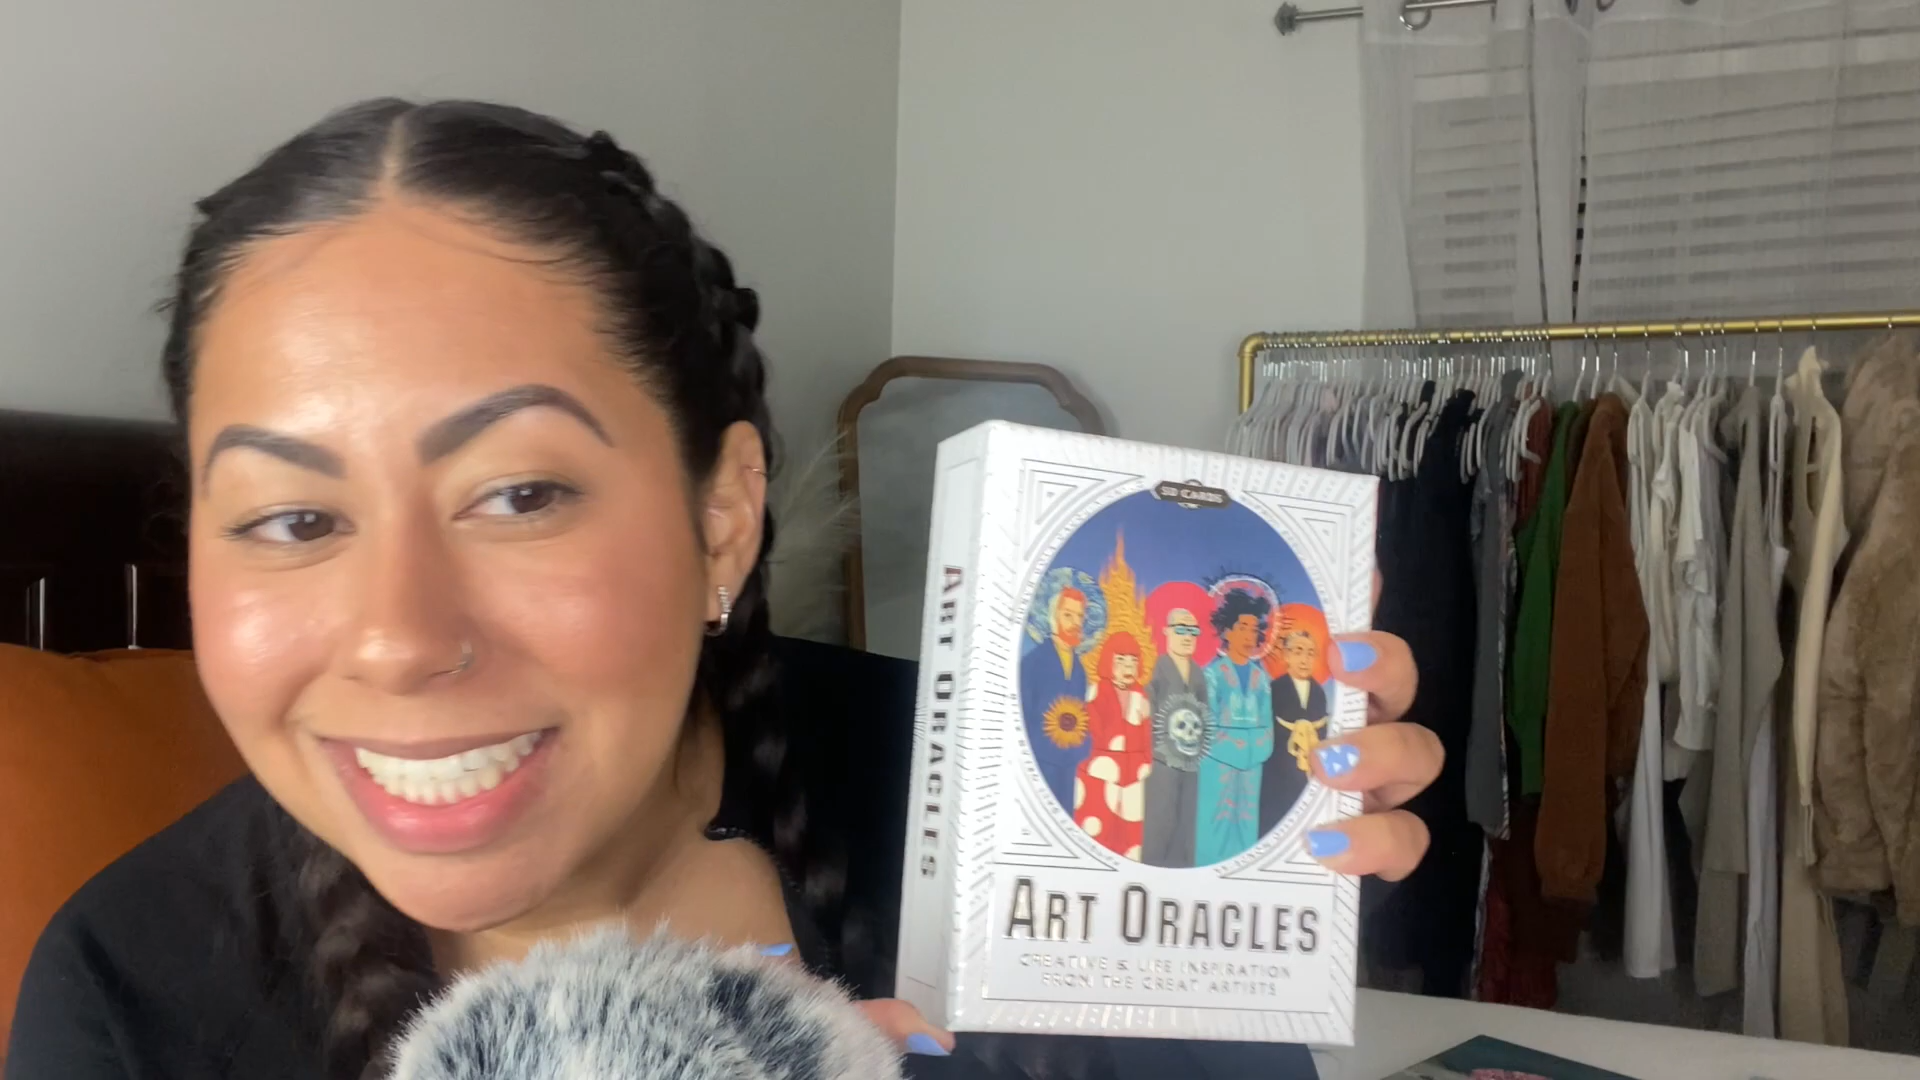 50 CARDS
ART ORACLES
ART ORACLES
CREATIVE & LIFE INSPIRATION
FROM THE GREAT ARTISTS